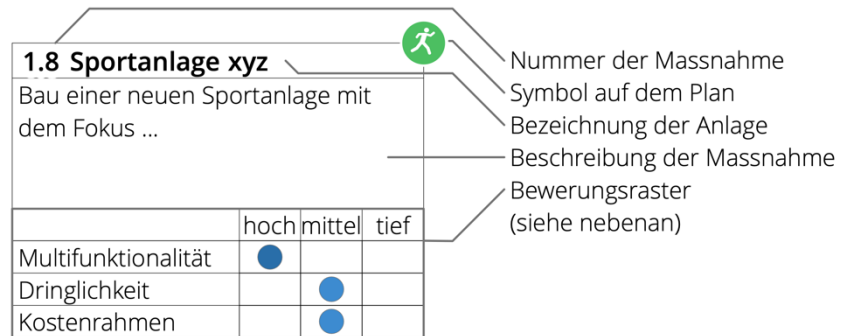 1.8 Sportanlage xyz
Bau einer neuen Sportanlage mit
dem Fokus ...
hoch mittel tief
Multifunktionalität
Dringlichkeit
Kostenrahmen
Nummer der Massnahme
Symbol auf dem Plan
Bezeichnung der Anlage
Beschreibung der Massnahme
Bewerungsraster
(siehe nebenan)